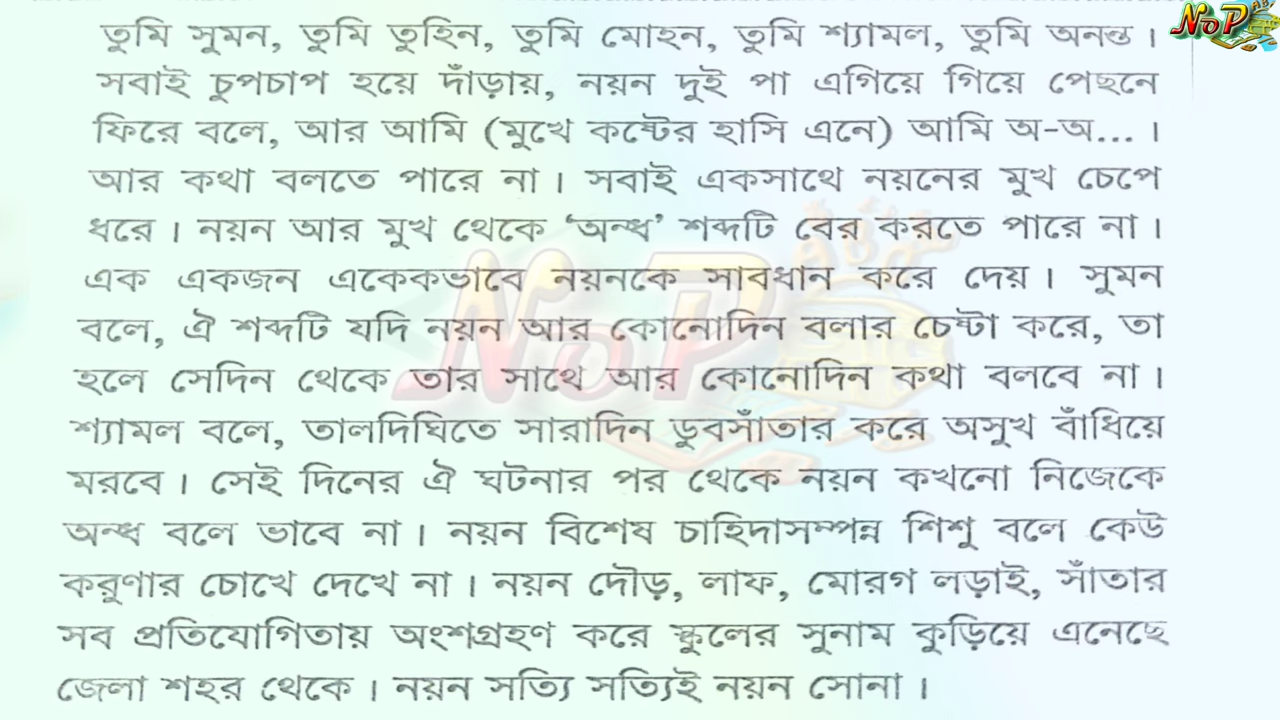 তুমি সুমন, তুমি তুহিন, তুমি মোহন, তুমি শ্যামল, তুমি অনন্ত।
সবাই চুপচাপ হয়ে দাঁড়ায়, নয়ন দুই পা এগিয়ে গিয়ে পেছনে
ফিরে বলে, আর আমি (মুখে কষ্টের হাসি এনে) আমি অ-অ...।
আর কথা বলতে পারে না। সবাই একসাথে নয়নের মুখ চেপে
ধরে। নয়ন আর মুখ থেকে ‘অন্ধ’ শব্দটি বের করতে পারে না।
এক একজন একেকভাবে নয়নকে সাবধান করে দেয়। সুমন
বলে, ঐ শব্দটি যদি নয়ন আর কোনোদিন বলার চেষ্টা করে, তা
হলে সেদিন থেকে তার সাথে আর কোনোদিন কথা বলবে না।
শ্যামল বলে, তালদিঘিতে সারাদিন ডুবসাঁতার করে অসুখ বাঁধিয়ে
মরবে। সেই দিনের ঐ ঘটনার পর থেকে নয়ন কখনো নিজেকে
অন্ধ বলে ভাবে না। নয়ন বিশেষ চাহিদাসম্পন্ন শিশু বলে কেউ
করুণার চোখে দেখে না। নয়ন দৌড়, লাফ, মোরগ লড়াই, সাঁতার
সব প্রতিযোগিতায় অংশগ্রহণ করে স্কুলের সুনাম কুড়িয়ে এনেছে
জেলা শহর থেকে। নয়ন সত্যি সত্যিই নয়ন সোনা।
NoP
NoP